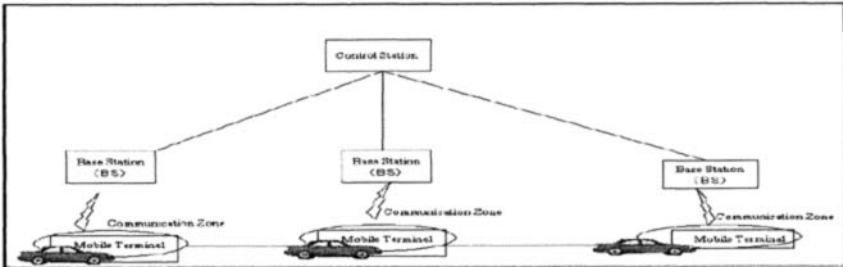 Control Station
Base Station
(BS)
Base Station
(BS)
Base Station
(BS)
Communication Zone
Communication Zone
Communication Zone
Mobile Terminal
Mobile Terminal
Mobile Terminal